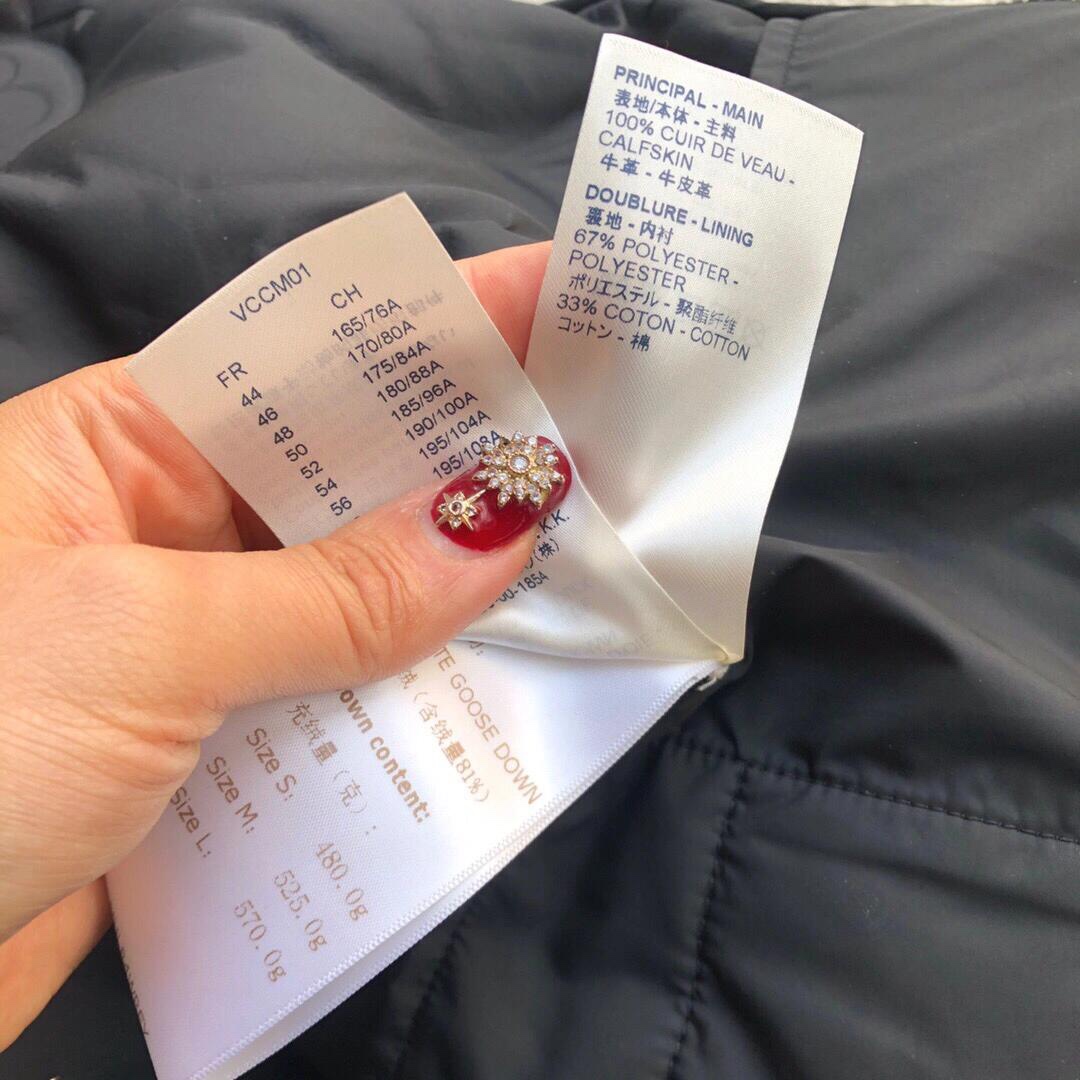 VCCM01
FR CH
44 165/76A
46 170/80A
48 175/84A
50 180/88A
52 185/96A
54 190/100A
56 195/104A
195/108A
K.K.
(株)
00-1854
PRINCIPAL - MAIN
表地/本体 - 主料
100% CUIR DE VEAU -
CALFSKIN
牛革 - 牛皮革
DOUBLURE - LINING
裏地 - 内衬
67% POLYESTER -
POLYESTER
ポリエステル - 聚酯纤维
33% COTON - COTTON
コットン - 棉
GOOSE DOWN
绒(含绒量81%)
own content:
充绒量(克):
Size S: 480.0g
Size M: 525.0g
Size L: 570.0g